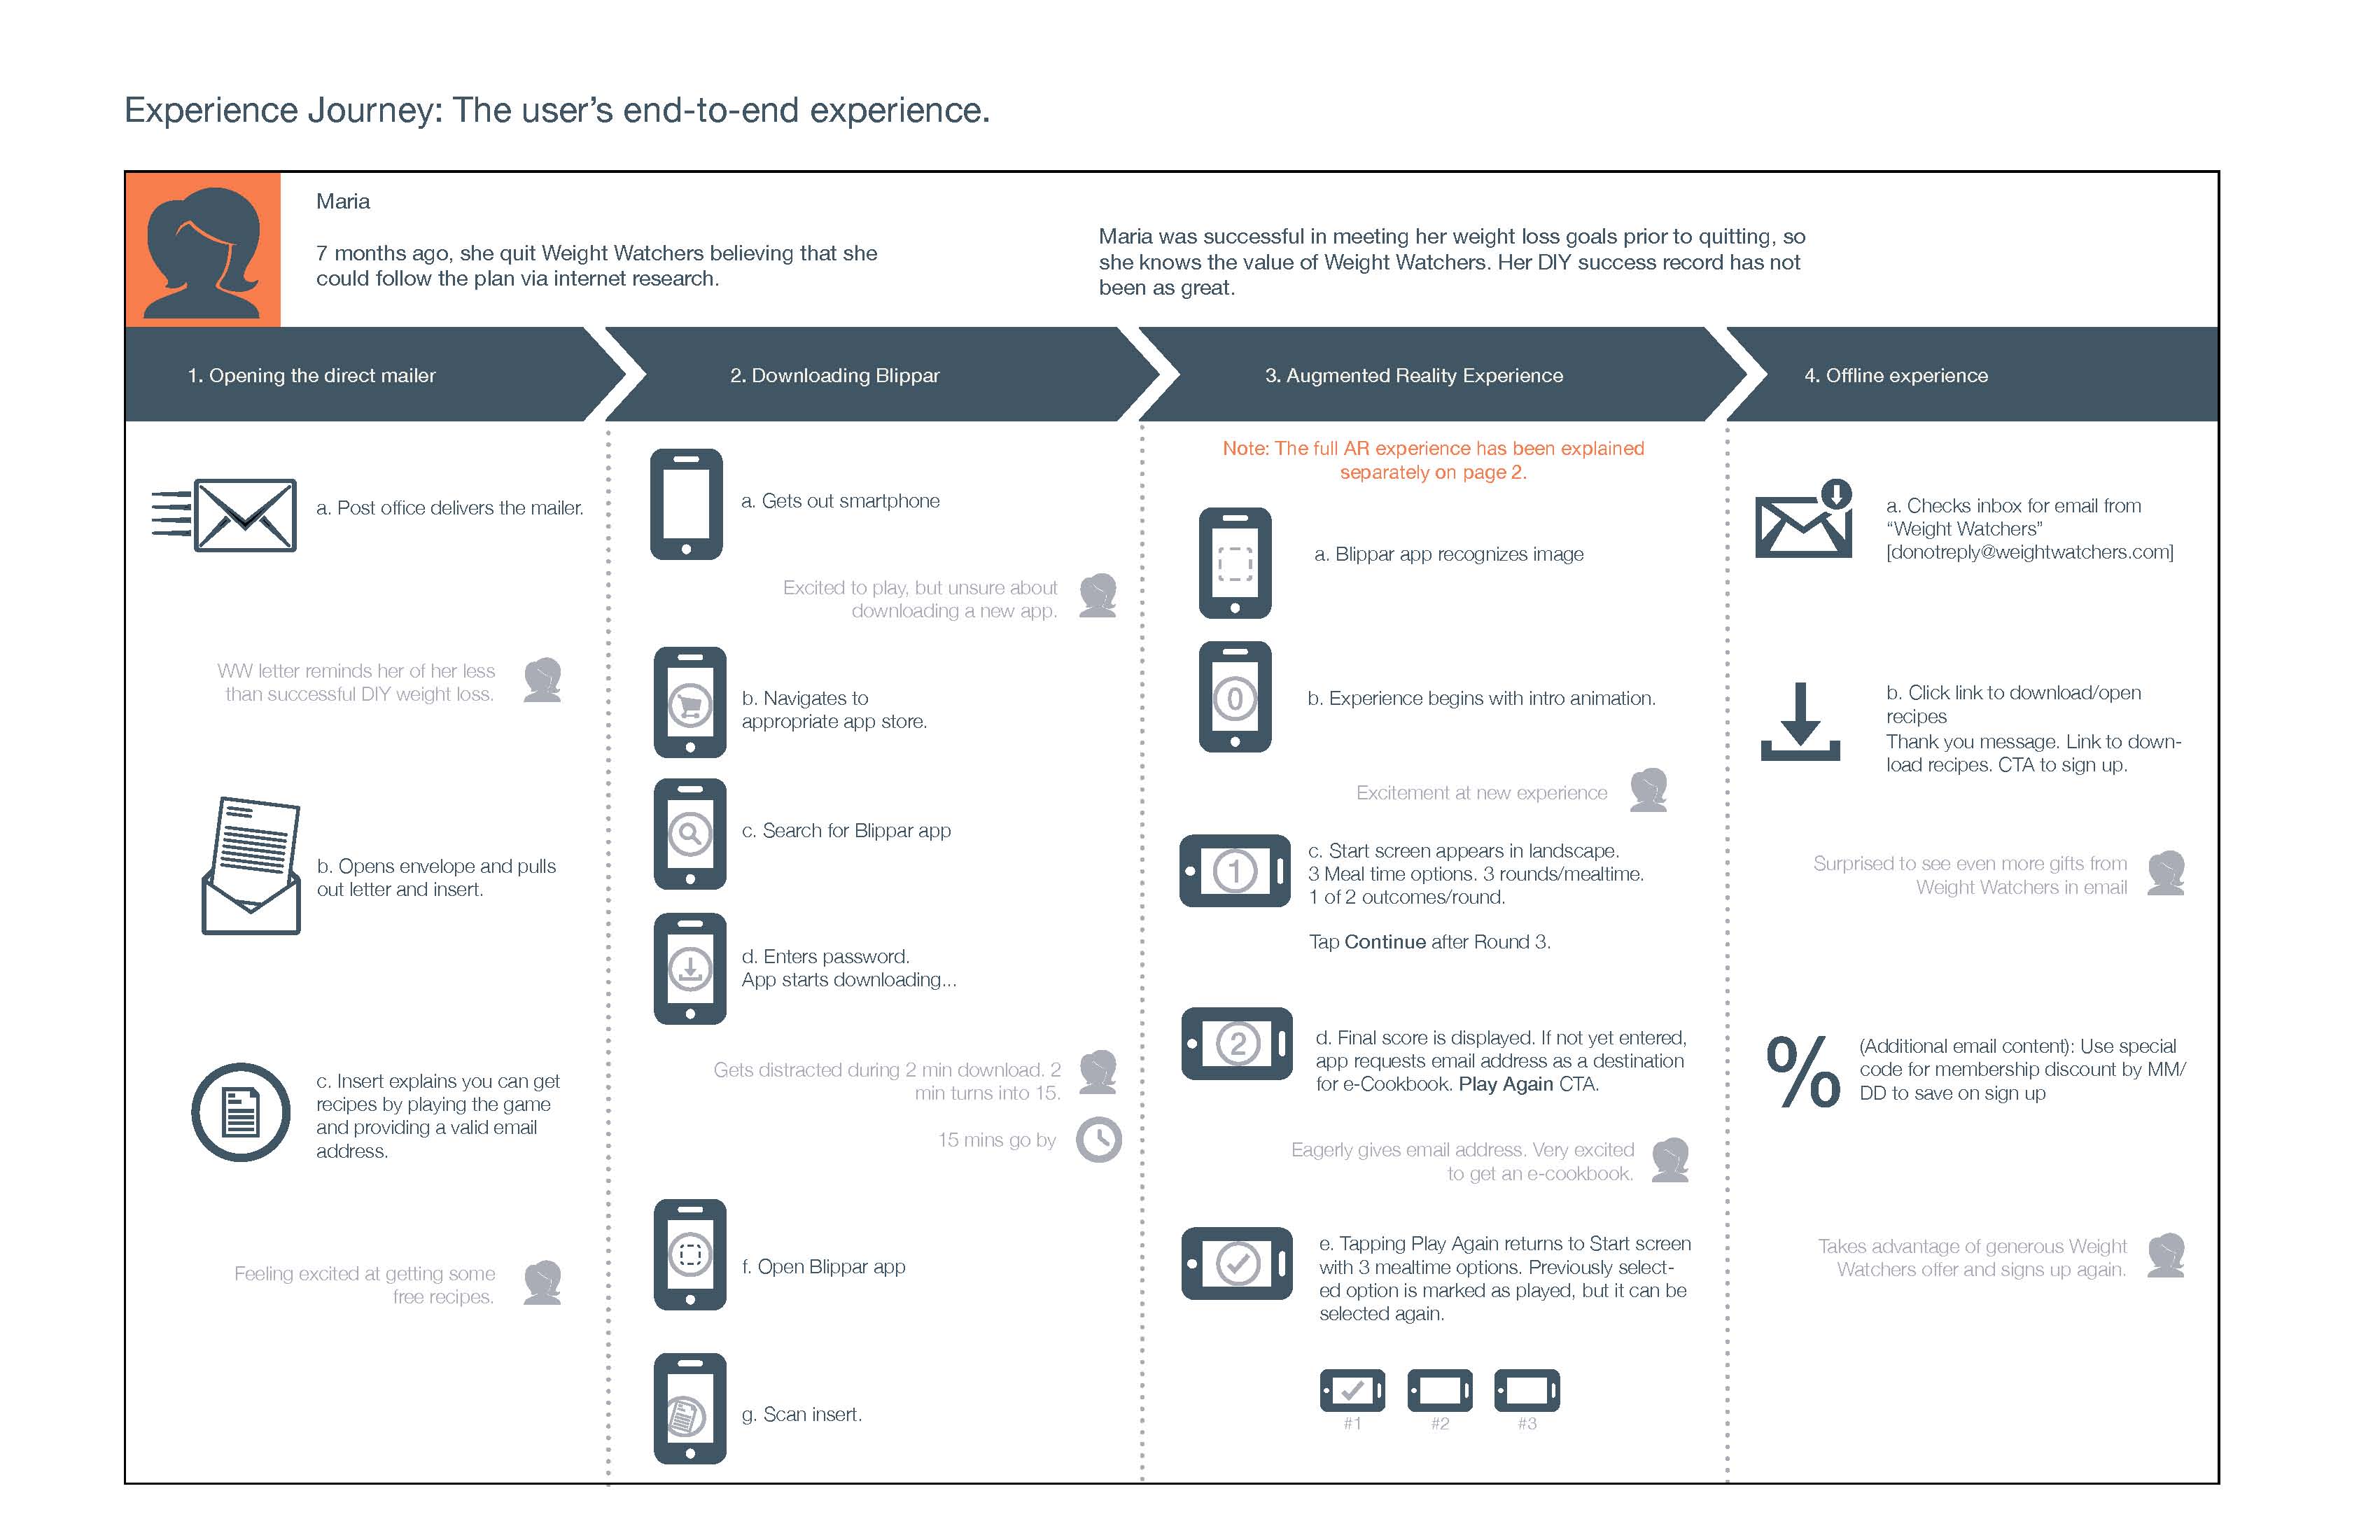 Experience Journey: The user's end-to-end experience.
Maria
7 months ago, she quit Weight Watchers believing that she
could follow the plan via internet research.
Maria was successful in meeting her weight loss goals prior to quitting, so
she knows the value of Weight Watchers. Her DIY success record has not
been as great.
1. Opening the direct mailer
2. Downloading Blippar
3. Augmented Reality Experience
4. Offline experience
a. Post office delivers the mailer.
WW letter reminds her of her less
than successful DIY weight loss.
b. Opens envelope and pulls
out letter and insert.
c. Insert explains you can get
recipes by playing the game
and providing a valid email
address.
Feeling excited at getting some
free recipes.
a. Gets out smartphone
Excited to play, but unsure about
downloading a new app.
b. Navigates to
appropriate app store.
c. Search for Blippar app
d. Enters password.
App starts downloading...
Gets distracted during 2 min download. 2
min turns into 15.
15 mins go by
f. Open Blippar app
g. Scan insert.
Note: The full AR experience has been explained
separately on page 2.
a. Blippar app recognizes image
0
b. Experience begins with intro animation.
Excitement at new experience
1
c. Start screen appears in landscape.
3 Meal time options. 3 rounds/mealtime.
1 of 2 outcomes/round.
Tap Continue after Round 3.
2
d. Final score is displayed. If not yet entered,
app requests email address as a destination
for e-Cookbook. Play Again CTA.
Eagerly gives email address. Very excited
to get an e-cookbook.
e. Tapping Play Again returns to Start screen
with 3 mealtime options. Previously select-
ed option is marked as played, but it can be
selected again.
#1 #2 #3
a. Checks inbox for email from
“Weight Watchers”
[donotreply@weightwatchers.com]
b. Click link to download/open
recipes
Thank you message. Link to down-
load recipes. CTA to sign up.
Surprised to see even more gifts from
Weight Watchers in email
%
(Additional email content): Use special
code for membership discount by MM/
DD to save on sign up
Takes advantage of generous Weight
Watchers offer and signs up again.